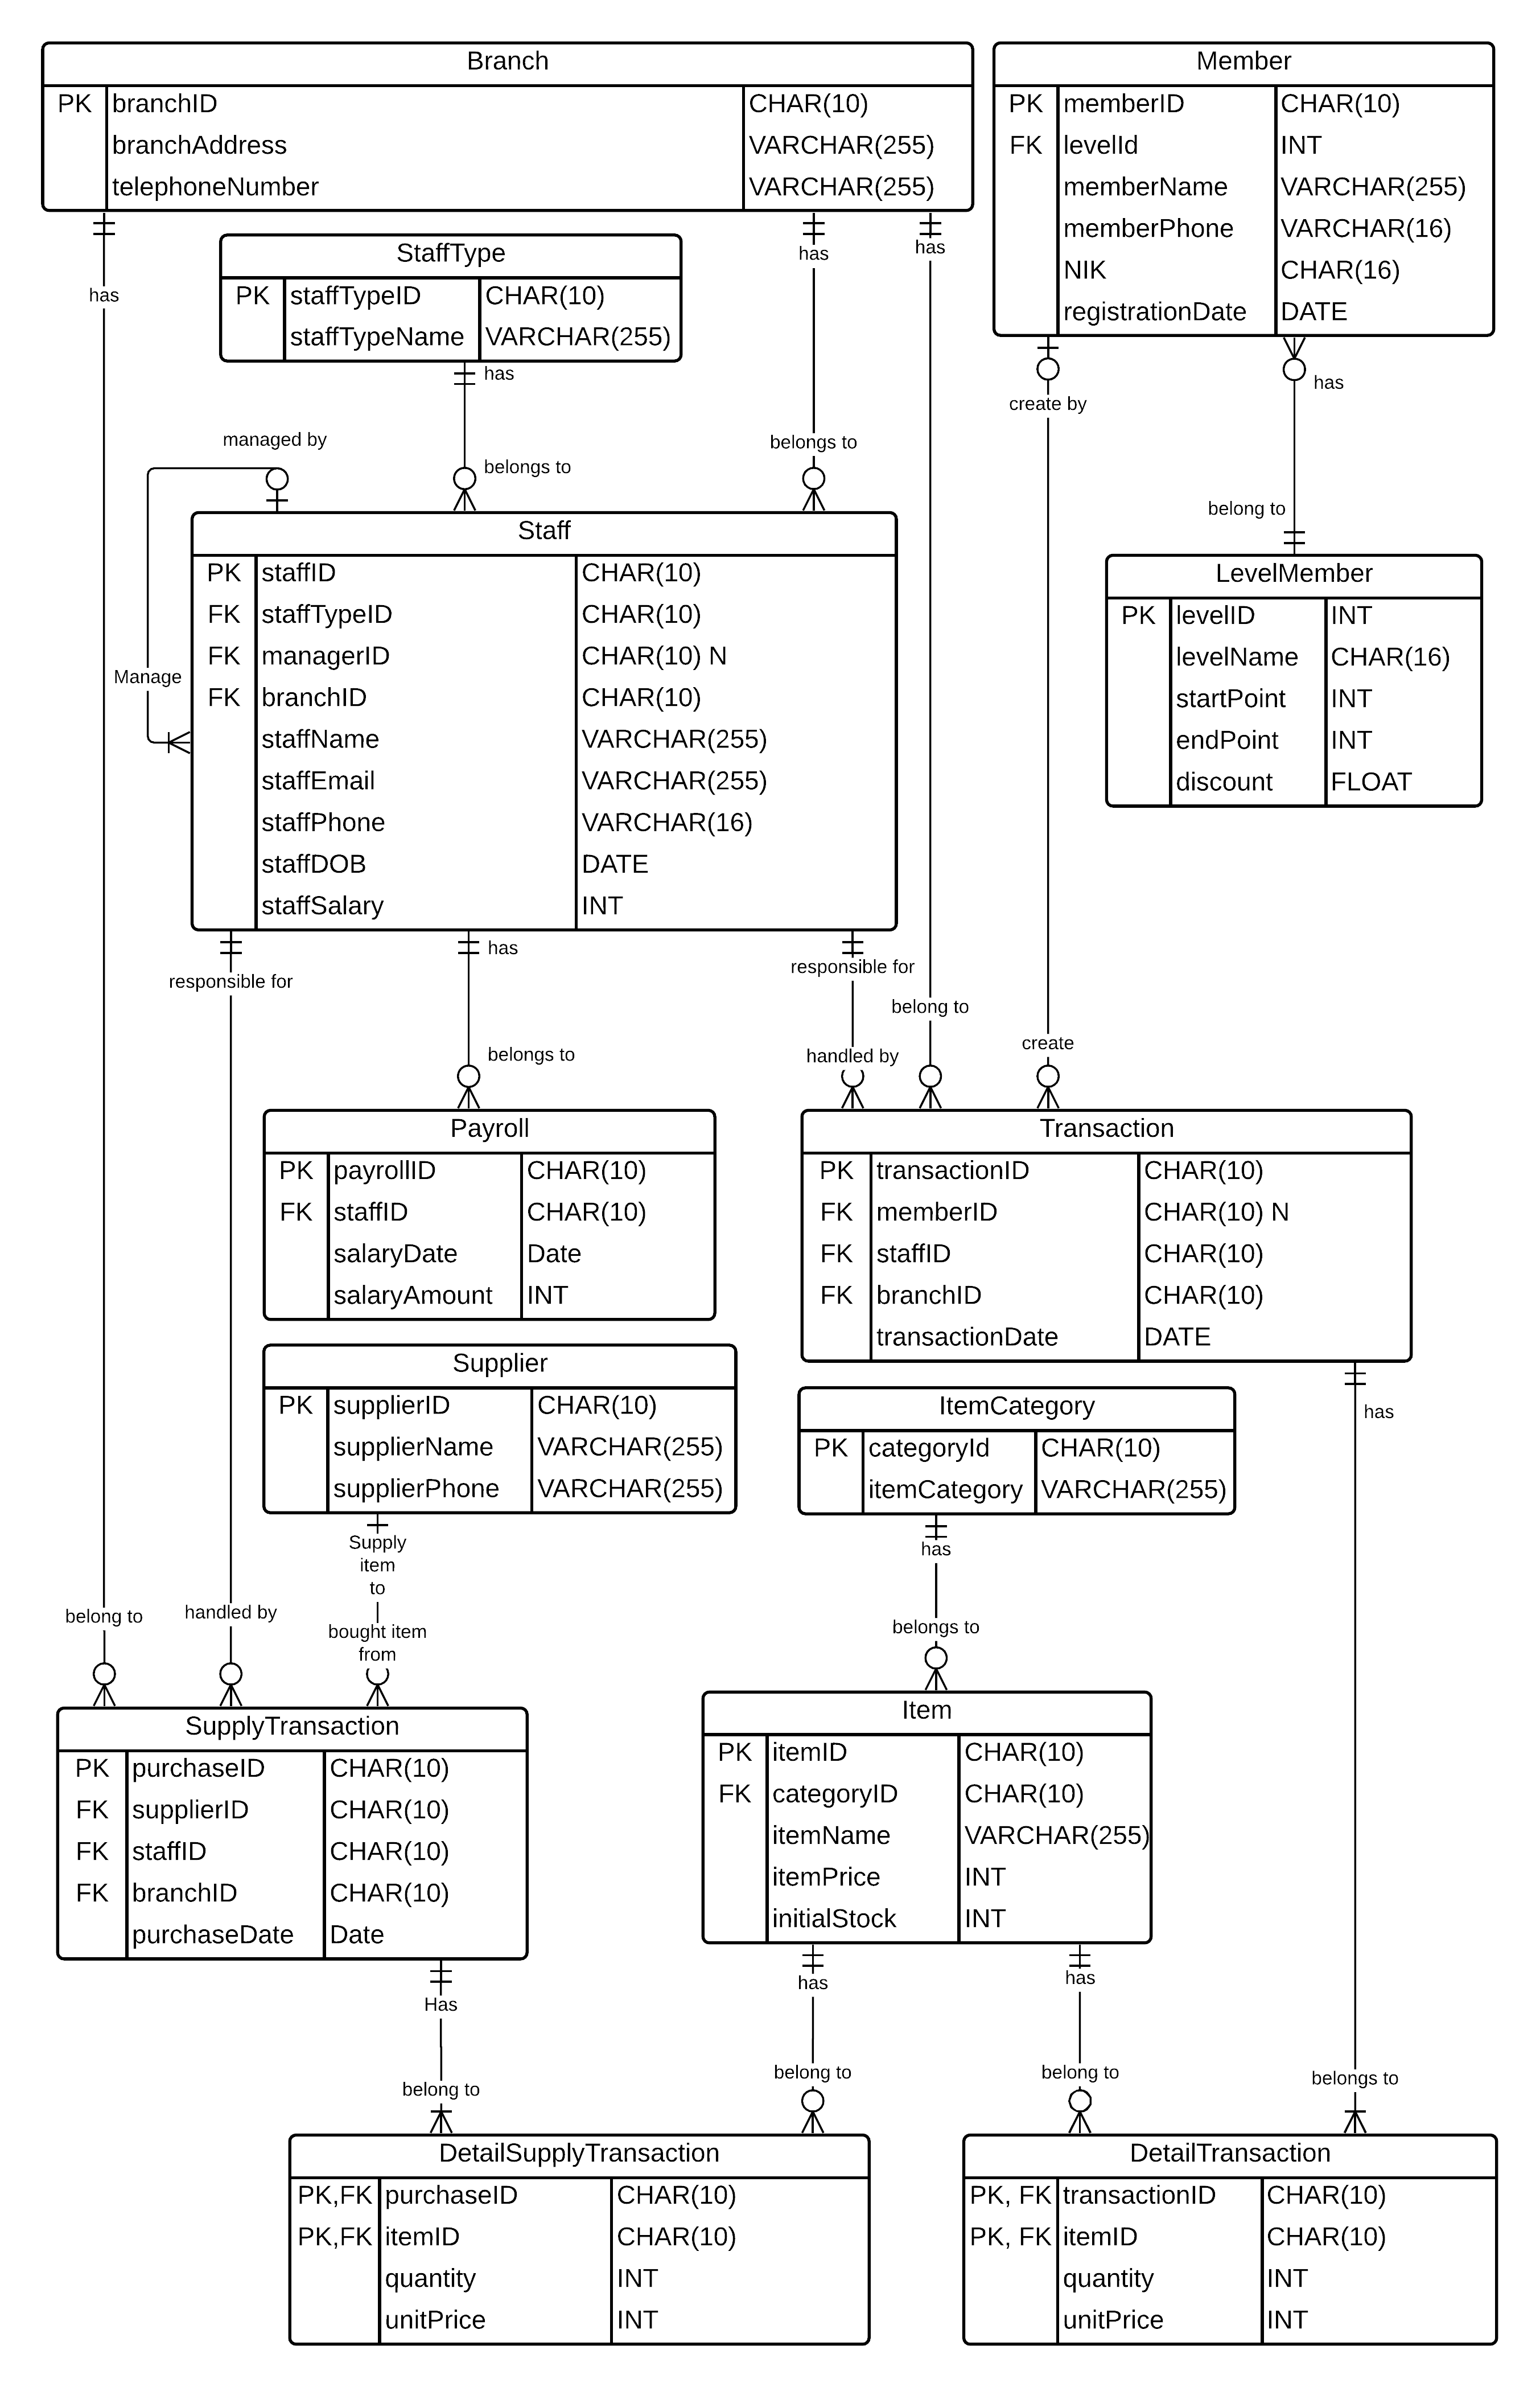 Branch
PK branchID CHAR(10)
branchAddress VARCHAR(255)
telephoneNumber VARCHAR(255)
Member
PK memberID CHAR(10)
FK levelId INT
memberName VARCHAR(255)
memberPhone VARCHAR(16)
NIK CHAR(16)
registrationDate DATE
has
has
has
StaffType
PK staffTypeID CHAR(10)
staffTypeName VARCHAR(255)
has
belongs to
belongs to
managed by
Manage
create by
has
belong to
Staff
PK staffID CHAR(10)
FK staffTypeID CHAR(10)
FK managerID CHAR(10) N
FK branchID CHAR(10)
staffName VARCHAR(255)
staffEmail VARCHAR(255)
staffPhone VARCHAR(16)
staffDOB DATE
staffSalary INT
LevelMember
PK levelID INT
levelName CHAR(16)
startPoint INT
endPoint INT
discount FLOAT
responsible for
has
belongs to
responsible for
handled by
belong to
create
Payroll
PK payrollID CHAR(10)
FK staffID CHAR(10)
salaryDate Date
salaryAmount INT
Transaction
PK transactionID CHAR(10)
FK memberID CHAR(10) N
FK staffID CHAR(10)
FK branchID CHAR(10)
transactionDate DATE
has
Supplier
PK supplierID CHAR(10)
supplierName VARCHAR(255)
supplierPhone VARCHAR(255)
ItemCategory
PK categoryId CHAR(10)
itemCategory VARCHAR(255)
Supply
item
to
bought item
from
belong to
handled by
has
belongs to
SupplyTransaction
PK purchaseID CHAR(10)
FK supplierID CHAR(10)
FK staffID CHAR(10)
FK branchID CHAR(10)
purchaseDate Date
Item
PK itemID CHAR(10)
FK categoryID CHAR(10)
itemName VARCHAR(255)
itemPrice INT
initialStock INT
Has
belong to
has
belong to
has
belong to
belongs to
DetailSupplyTransaction
PK,FK purchaseID CHAR(10)
PK,FK itemID CHAR(10)
quantity INT
unitPrice INT
DetailTransaction
PK, FK transactionID CHAR(10)
PK, FK itemID CHAR(10)
quantity INT
unitPrice INT